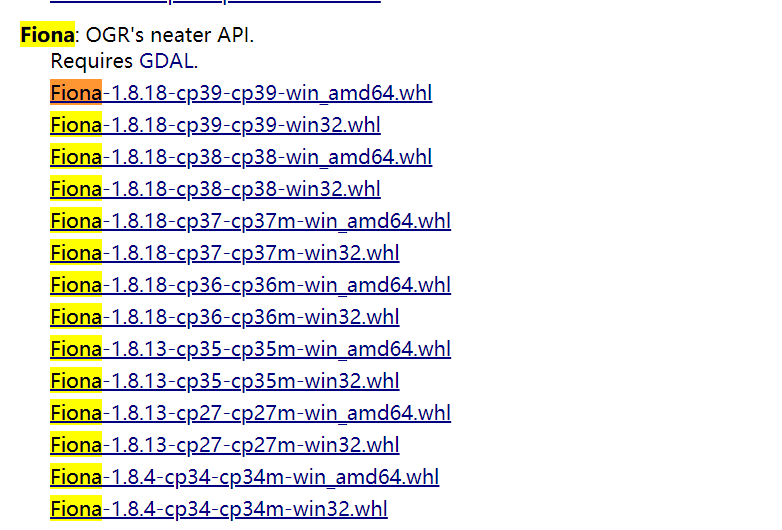 Fiona: OGR's neater API.
Requires GDAL.
Fiona-1.8.18-cp39-cp39-win_amd64.whl
Fiona-1.8.18-cp39-cp39-win32.whl
Fiona-1.8.18-cp38-cp38-win_amd64.whl
Fiona-1.8.18-cp38-cp38-win32.whl
Fiona-1.8.18-cp37-cp37m-win_amd64.whl
Fiona-1.8.18-cp37-cp37m-win32.whl
Fiona-1.8.18-cp36-cp36m-win_amd64.whl
Fiona-1.8.18-cp36-cp36m-win32.whl
Fiona-1.8.13-cp35-cp35m-win_amd64.whl
Fiona-1.8.13-cp35-cp35m-win32.whl
Fiona-1.8.13-cp27-cp27m-win_amd64.whl
Fiona-1.8.13-cp27-cp27m-win32.whl
Fiona-1.8.4-cp34-cp34m-win_amd64.whl
Fiona-1.8.4-cp34-cp34m-win32.whl